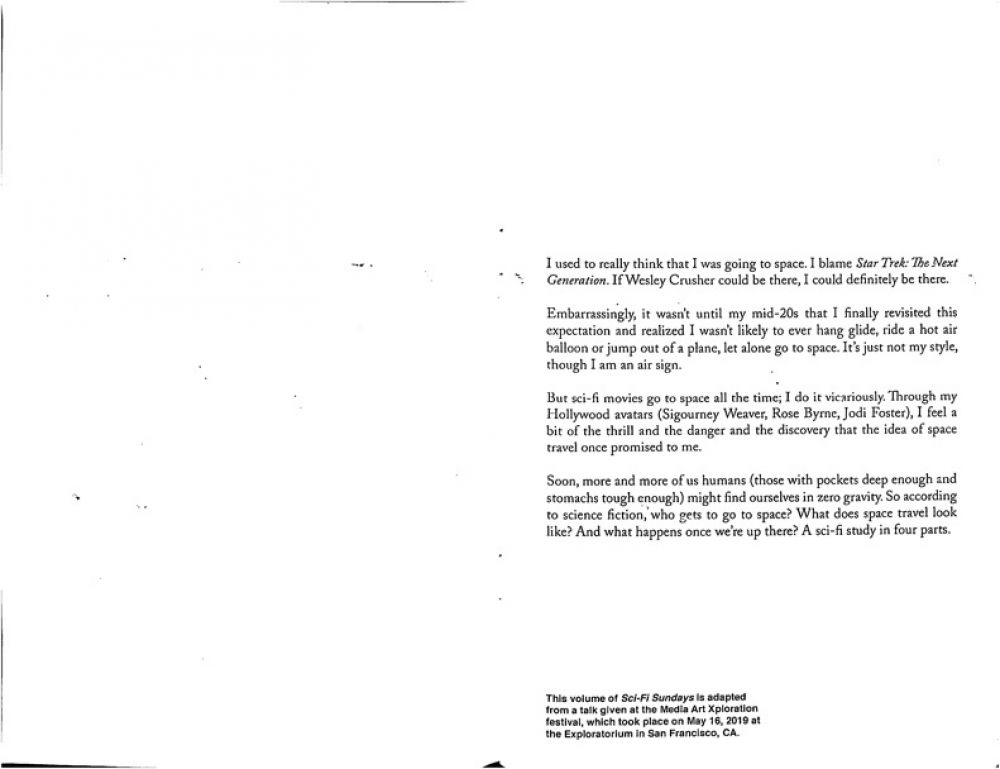 I used to really think that I was going to space. I blame Star Trek: The Next
Generation. If Wesley Crusher could be there, I could definitely be there.
Embarrassingly, it wasn't until my mid-20s that I finally revisited this
expectation and realized I wasn't likely to ever hang glide, ride a hot air
balloon or jump out of a plane, let alone go to space. It's just not my style,
though I am an air sign.
But sci-fi movies go to space all the time; I do it vicariously. Through my
Hollywood avatars (Sigourney Weaver, Rose Byrne, Jodi Foster), I feel a
bit of the thrill and the danger and the discovery that the idea of space
travel once promised to me.
Soon, more and more of us humans (those with pockets deep enough and
stomachs tough enough) might find ourselves in zero gravity. So according
to science fiction, who gets to go to space? What does space travel look
like? And what happens once we're up there? A sci-fi study in four parts.
This volume of Sci-Fi Sundays is adapted
from a talk given at the Media Art Xploration
festival, which took place on May 16, 2019 at
the Exploratorium in San Francisco, CA.